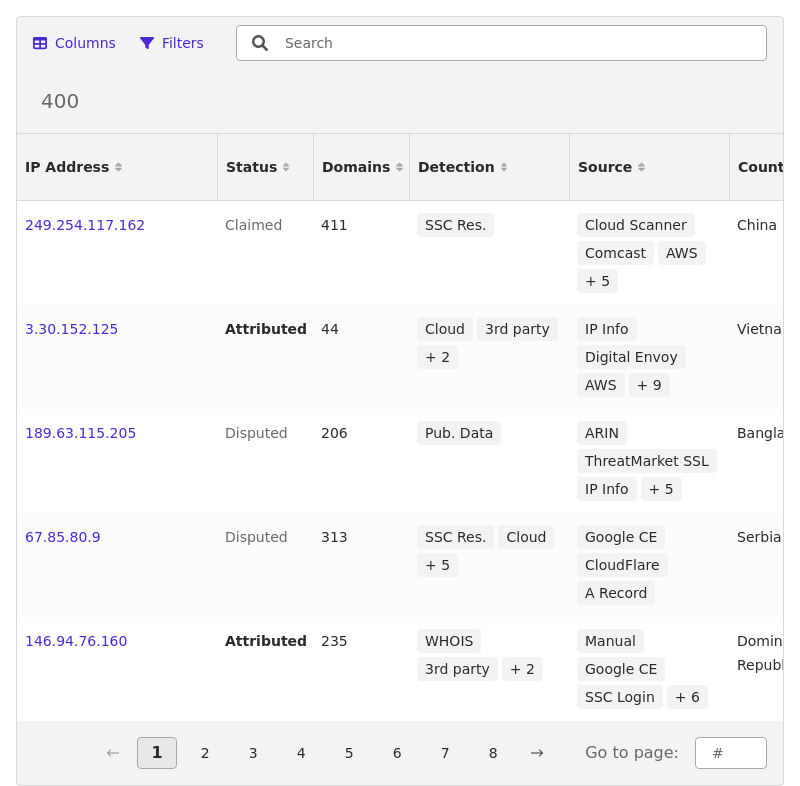 Columns Filters Search
400
IP Address Status Domains Detection Source Count
249.254.117.162 Claimed 411 SSC Res. Cloud Scanner China
Comcast AWS
+ 5
3.30.152.125 Attributed 44 Cloud 3rd party IP Info Vietna
+ 2 Digital Envoy
AWS + 9
189.63.115.205 Disputed 206 Pub. Data ARIN Bangla
ThreatMarket SSL
IP Info + 5
67.85.80.9 Disputed 313 SSC Res. Cloud Google CE Serbia
+ 5 CloudFlare
A Record
146.94.76.160 Attributed 235 WHOIS Manual Domin
3rd party + 2 Google CE Republ
SSC Login + 6
← 1 2 3 4 5 6 7 8 → Go to page: #